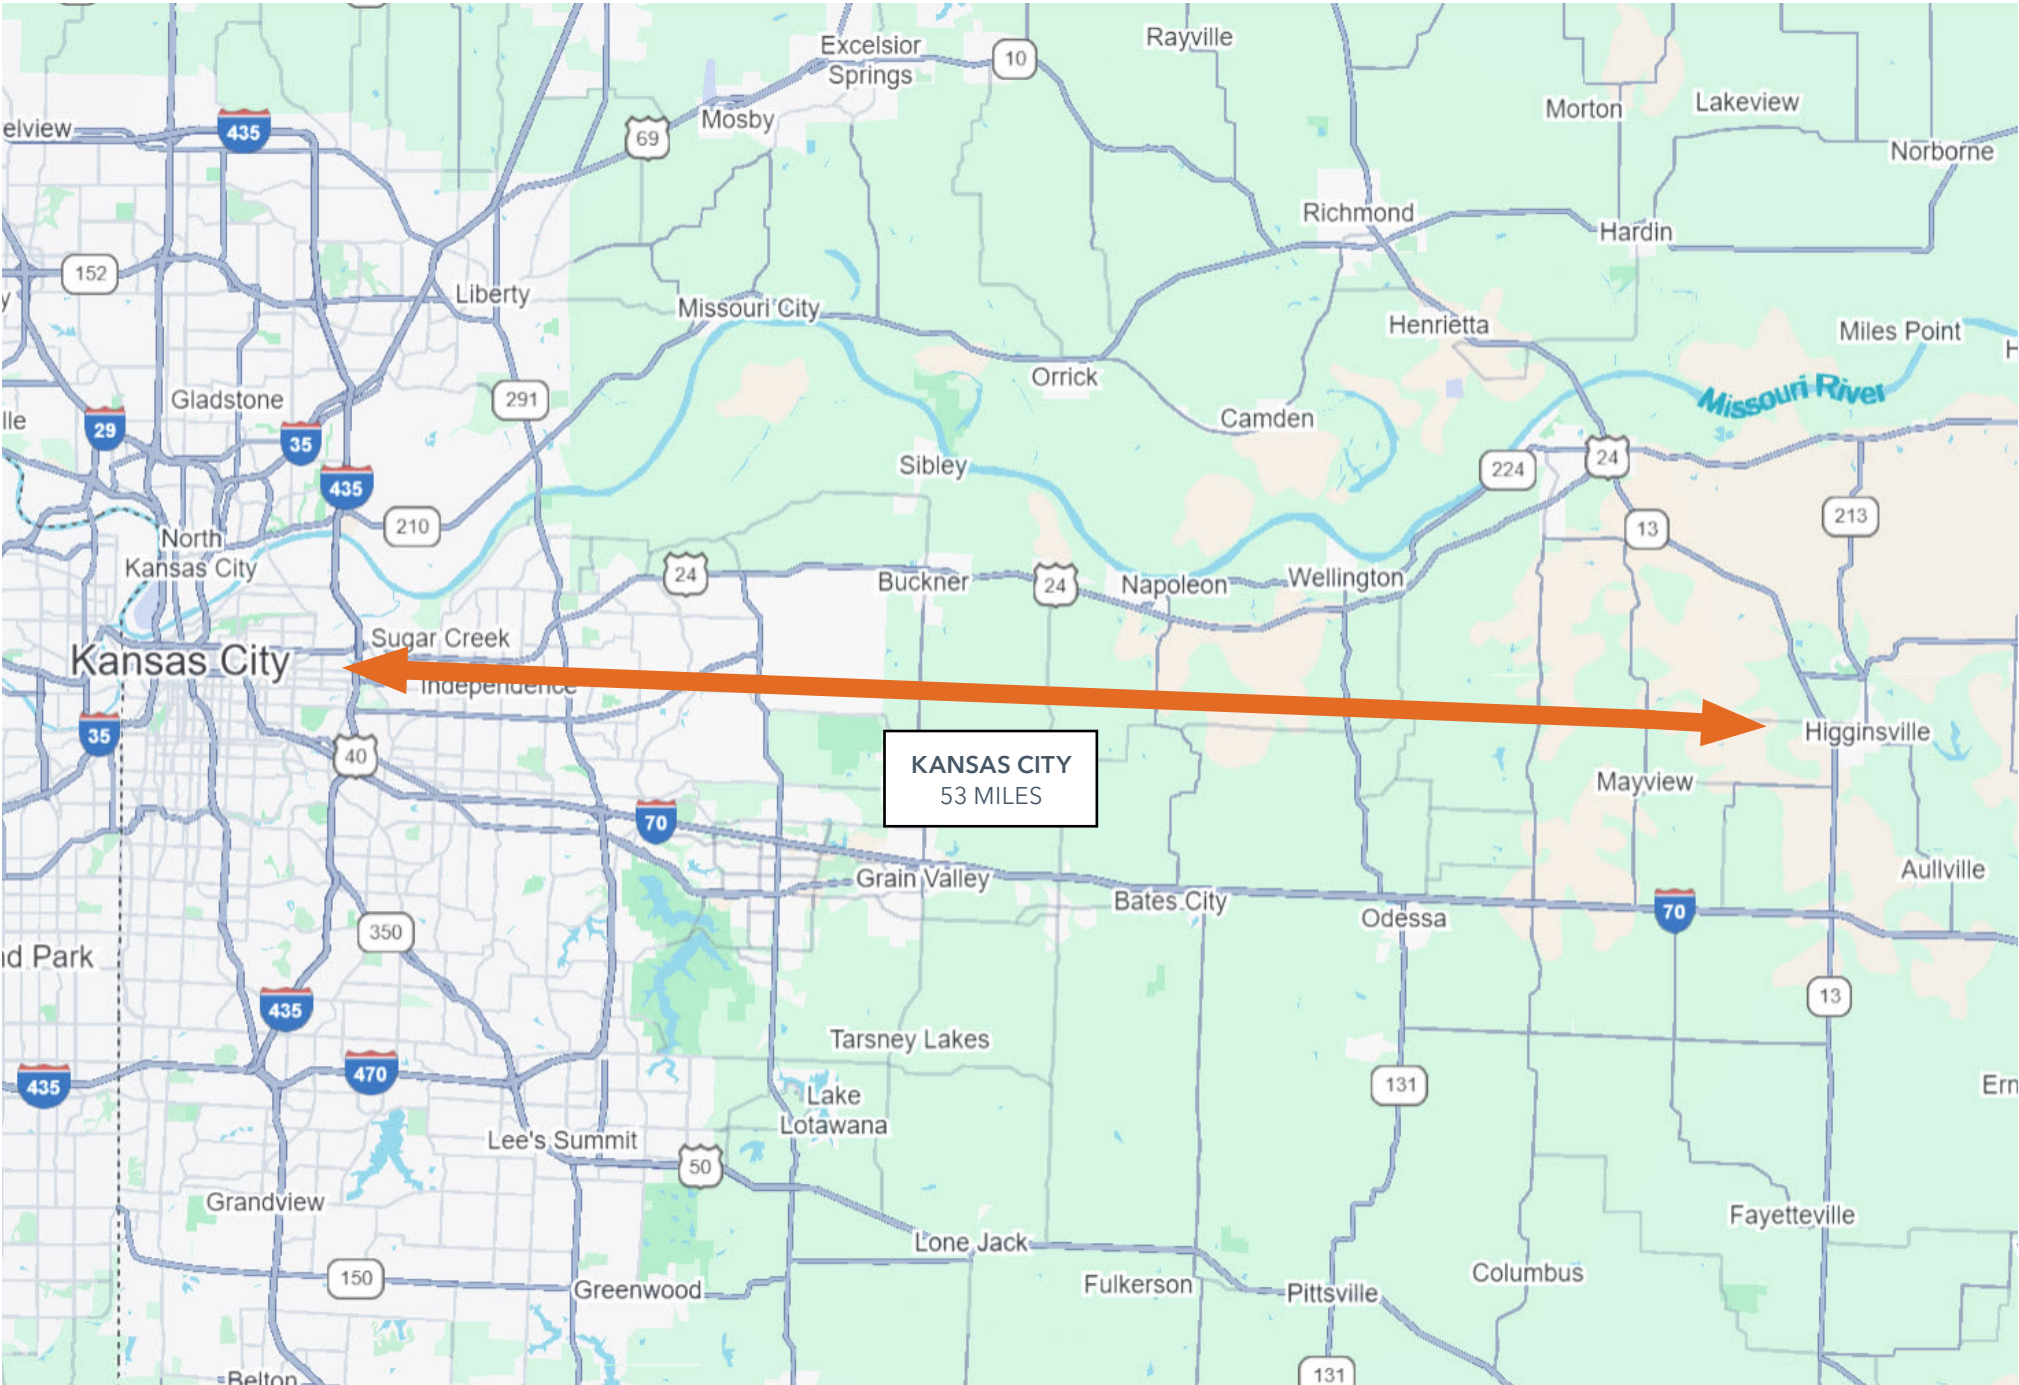 Excelsior
Springs
10
Rayville
Morton
Lakeview
elview
435
69
Mosby
Norborne
Richmond
Hardin
152
Liberty
Missouri City
Henrietta
Miles Point
H
Gladstone
291
Orrick
Missouri River
lle
29
35
Camden
435
Sibley
224
24
210
13
213
North
Kansas City
24
Buckner
24
Napoleon
Wellington
Sugar Creek
Kansas City
Independence
35
40
KANSAS CITY
53 MILES
Higginsville
Mayview
70
Grain Valley
Bates City
Odessa
70
Aullville
350
d Park
435
13
Tarsney Lakes
470
435
131
Ern
Lake
Lotawana
Lee's Summit
50
Grandview
Fayetteville
Lone Jack
150
Greenwood
Fulkerson
Pittsville
Columbus
131
Belton